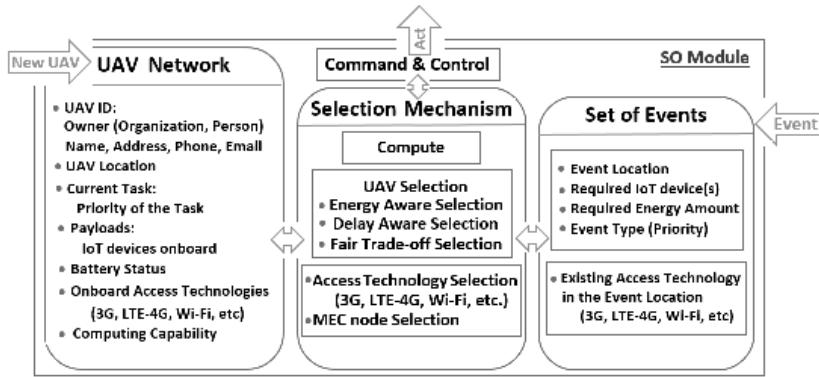 Act
New UAV
UAV Network
Command & Control
SO Module
• UAV ID:
Owner (Organization, Person)
Name, Address, Phone, Email
• UAV Location
• Current Task:
Priority of the Task
• Payloads:
IoT devices onboard
• Battery Status
• Onboard Access Technologies
(3G, LTE-4G, Wi-Fi, etc)
• Computing Capability
Selection Mechanism
Compute
UAV Selection
• Energy Aware Selection
• Delay Aware Selection
• Fair Trade-off Selection
• Access Technology Selection
(3G, LTE-4G, Wi-Fi, etc.)
• MEC node Selection
Set of Events
Event
• Event Location
• Required IoT device(s)
• Required Energy Amount
• Event Type (Priority)
• Existing Access Technology
in the Event Location
(3G, LTE-4G, Wi-Fi, etc)